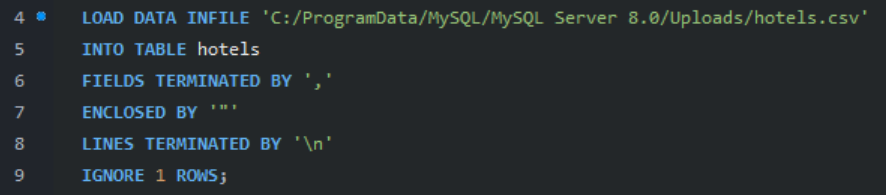 4 LOAD DATA INFILE 'C:/ProgramData/MySQL/MySQL Server 8.0/Uploads/hotels.csv'
5 INTO TABLE hotels
6 FIELDS TERMINATED BY ','
7 ENCLOSED BY '"'
8 LINES TERMINATED BY '\n'
9 IGNORE 1 ROWS;